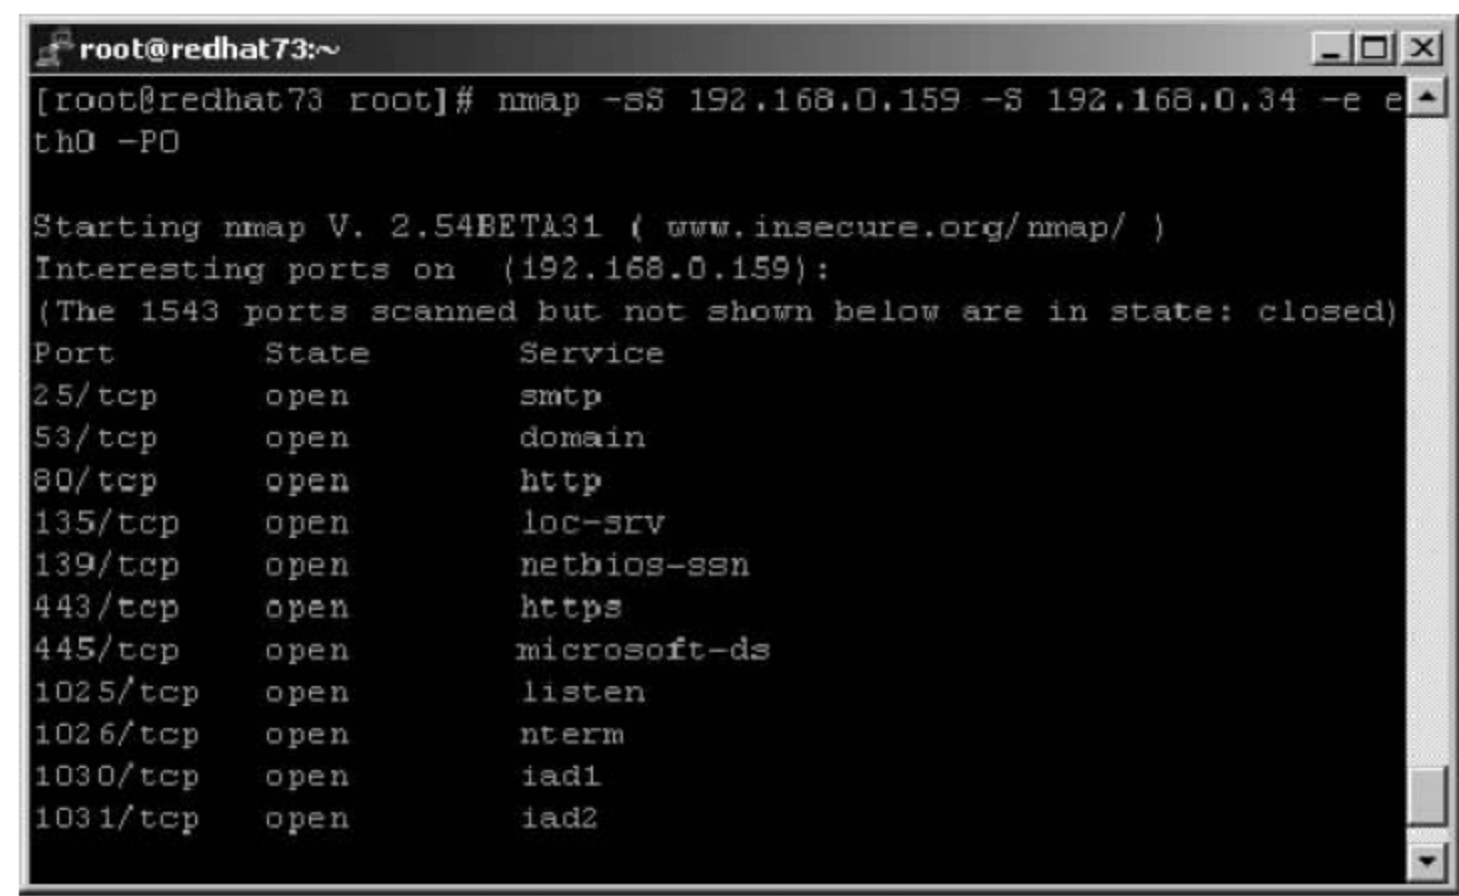 root@redhat73:~
[root@redhat73 root]# nmap -sS 192.168.0.159 -S 192.168.0.34 -e e
th0 -P0
Starting nmap V. 2.54BETA31 ( www.insecure.org/nmap/ )
Interesting ports on  (192.168.0.159):
(The 1543 ports scanned but not shown below are in state: closed)
Port       State       Service
25/tcp     open        smtp
53/tcp     open        domain
80/tcp     open        http
135/tcp    open        loc-srv
139/tcp    open        netbios-ssn
443/tcp    open        https
445/tcp    open        microsoft-ds
1025/tcp   open        listen
1026/tcp   open        nterm
1030/tcp   open        iad1
1031/tcp   open        iad2